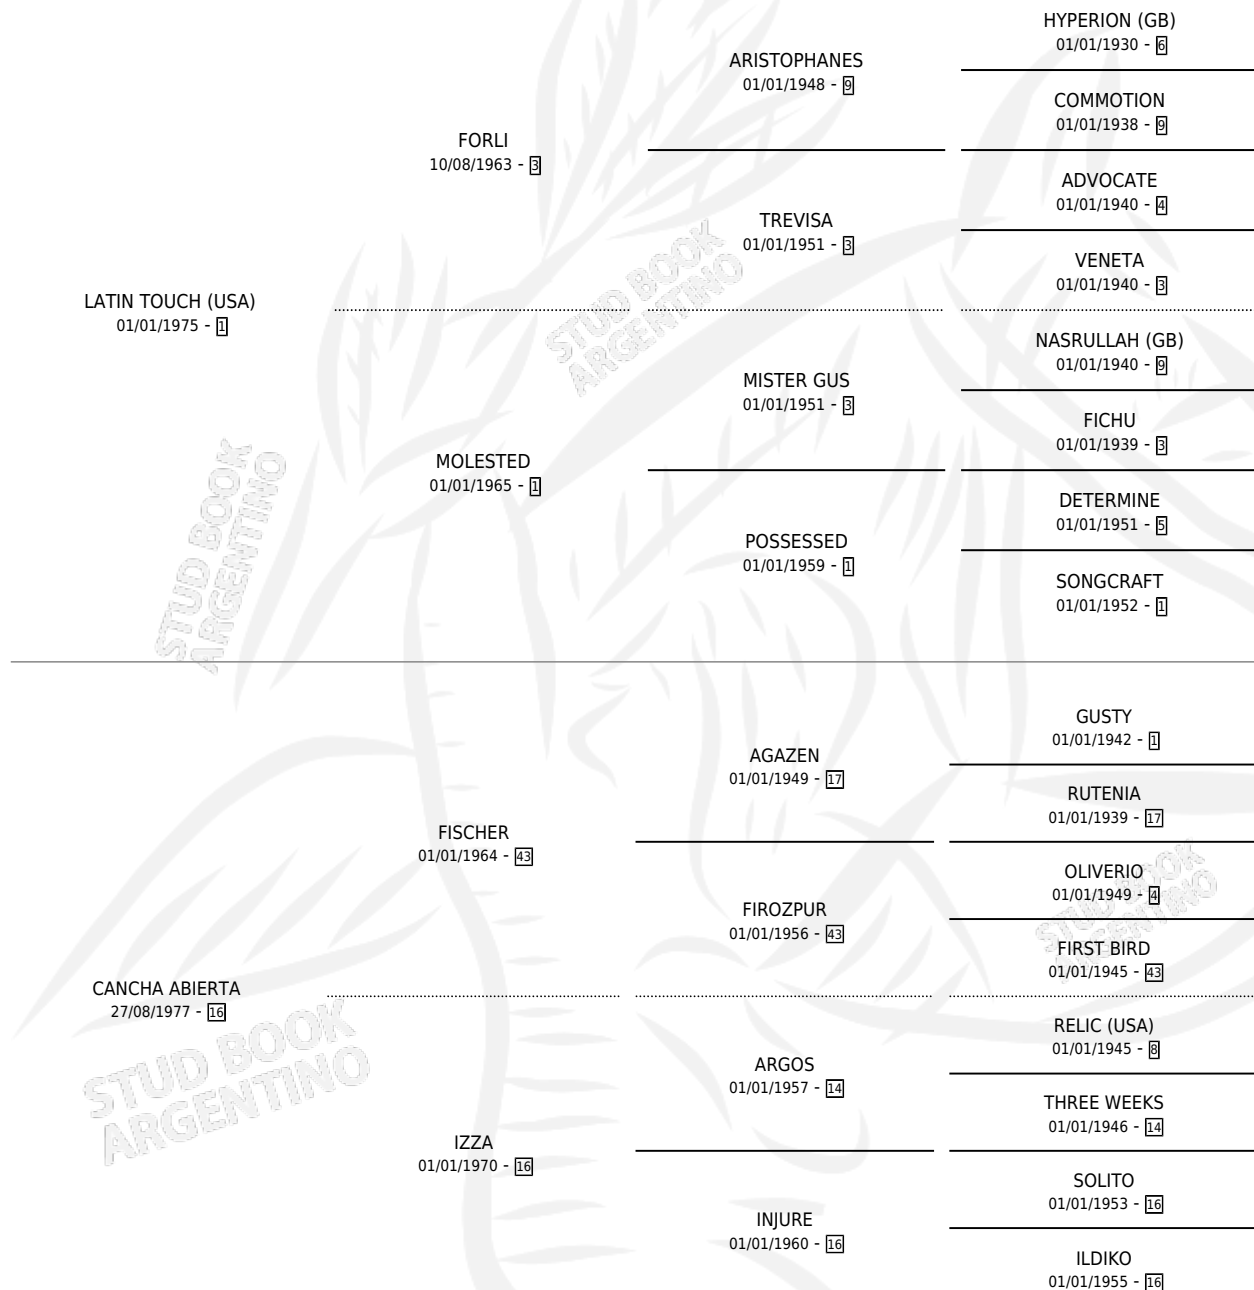 HYPERION (GB)
01/01/1930 - 6
ARISTOPHANES
01/01/1948 - 9
COMMOTION
01/01/1938 - 9
FORLI
10/08/1963 - 3
ADVOCATE
01/01/1940 - 4
TREVISA
01/01/1951 - 3
VENETA
01/01/1940 - 3
LATIN TOUCH (USA)
01/01/1975 - 1
STUD BOOK
ARGENTINO
NASRULLAH (GB)
01/01/1940 - 9
MISTER GUS
01/01/1951 - 3
FICHU
01/01/1939 - 3
MOLESTED
01/01/1965 - 1
DETERMINE
01/01/1951 - 5
POSSESSED
01/01/1959 - 1
SONGCRAFT
01/01/1952 - 1
STUD BOOK
ARGENTINO
GUSTY
01/01/1942 - 1
AGAZEN
01/01/1949 - 17
RUTENIA
01/01/1939 - 17
FISCHER
01/01/1964 - 43
OLIVERIO
01/01/1949 - 4
FIROZPUR
01/01/1956 - 43
STUD BOOK
ARGENTINO
FIRST BIRD
01/01/1945 - 43
CANCHA ABIERTA
27/08/1977 - 16
STUD BOOK
ARGENTINO
RELIC (USA)
01/01/1945 - 8
ARGOS
01/01/1957 - 14
THREE WEEKS
01/01/1946 - 14
IZZA
01/01/1970 - 16
SOLITO
01/01/1953 - 16
INJURE
01/01/1960 - 16
ILDIKO
01/01/1955 - 16